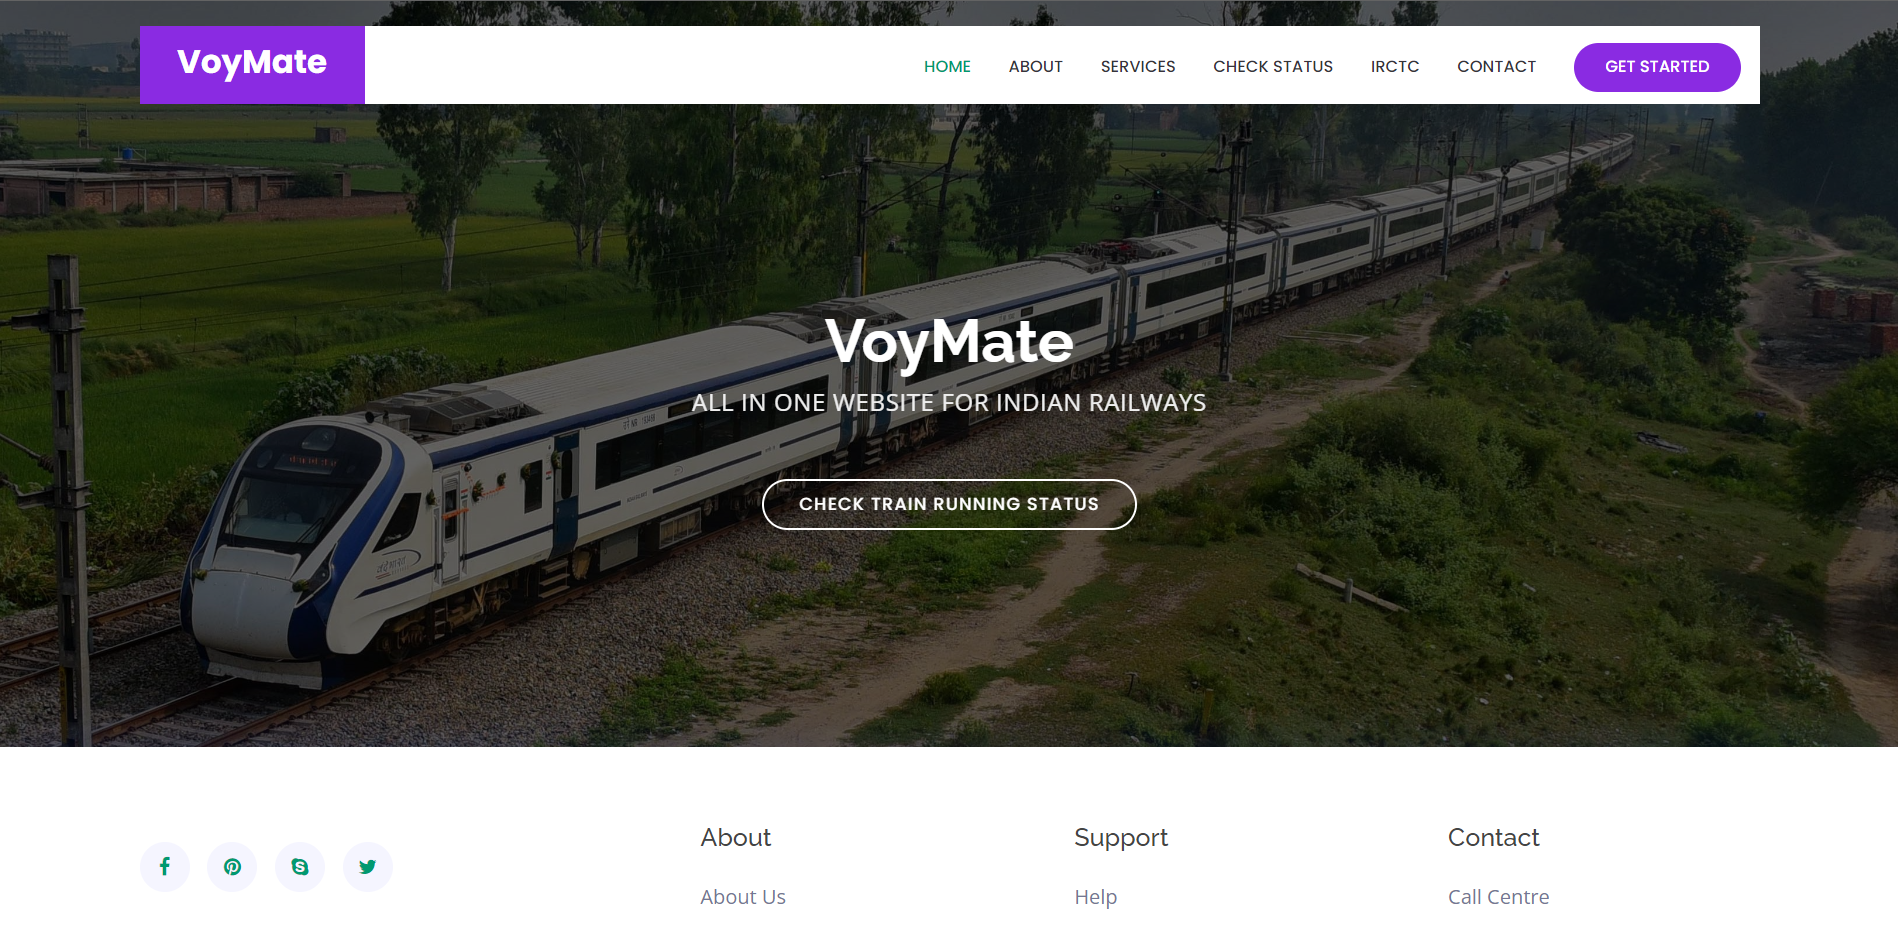 VoyMate
HOME ABOUT SERVICES CHECK STATUS IRCTC CONTACT GET STARTED
VoyMate
ALL IN ONE WEBSITE FOR INDIAN RAILWAYS
CHECK TRAIN RUNNING STATUS
About Support Contact
About Us Help Call Centre